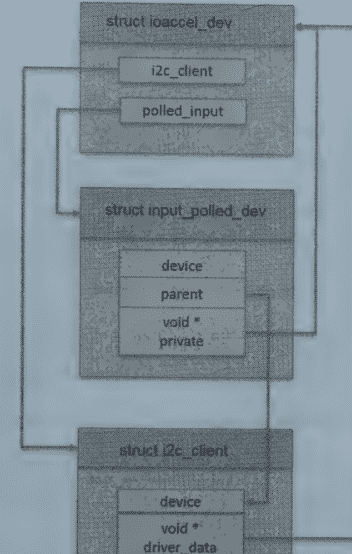 struct ioaccel_dev
i2c_client
polled_input
struct input_polled_dev
device
parent
void *
private
struct i2c_client
device
void *
driver_data